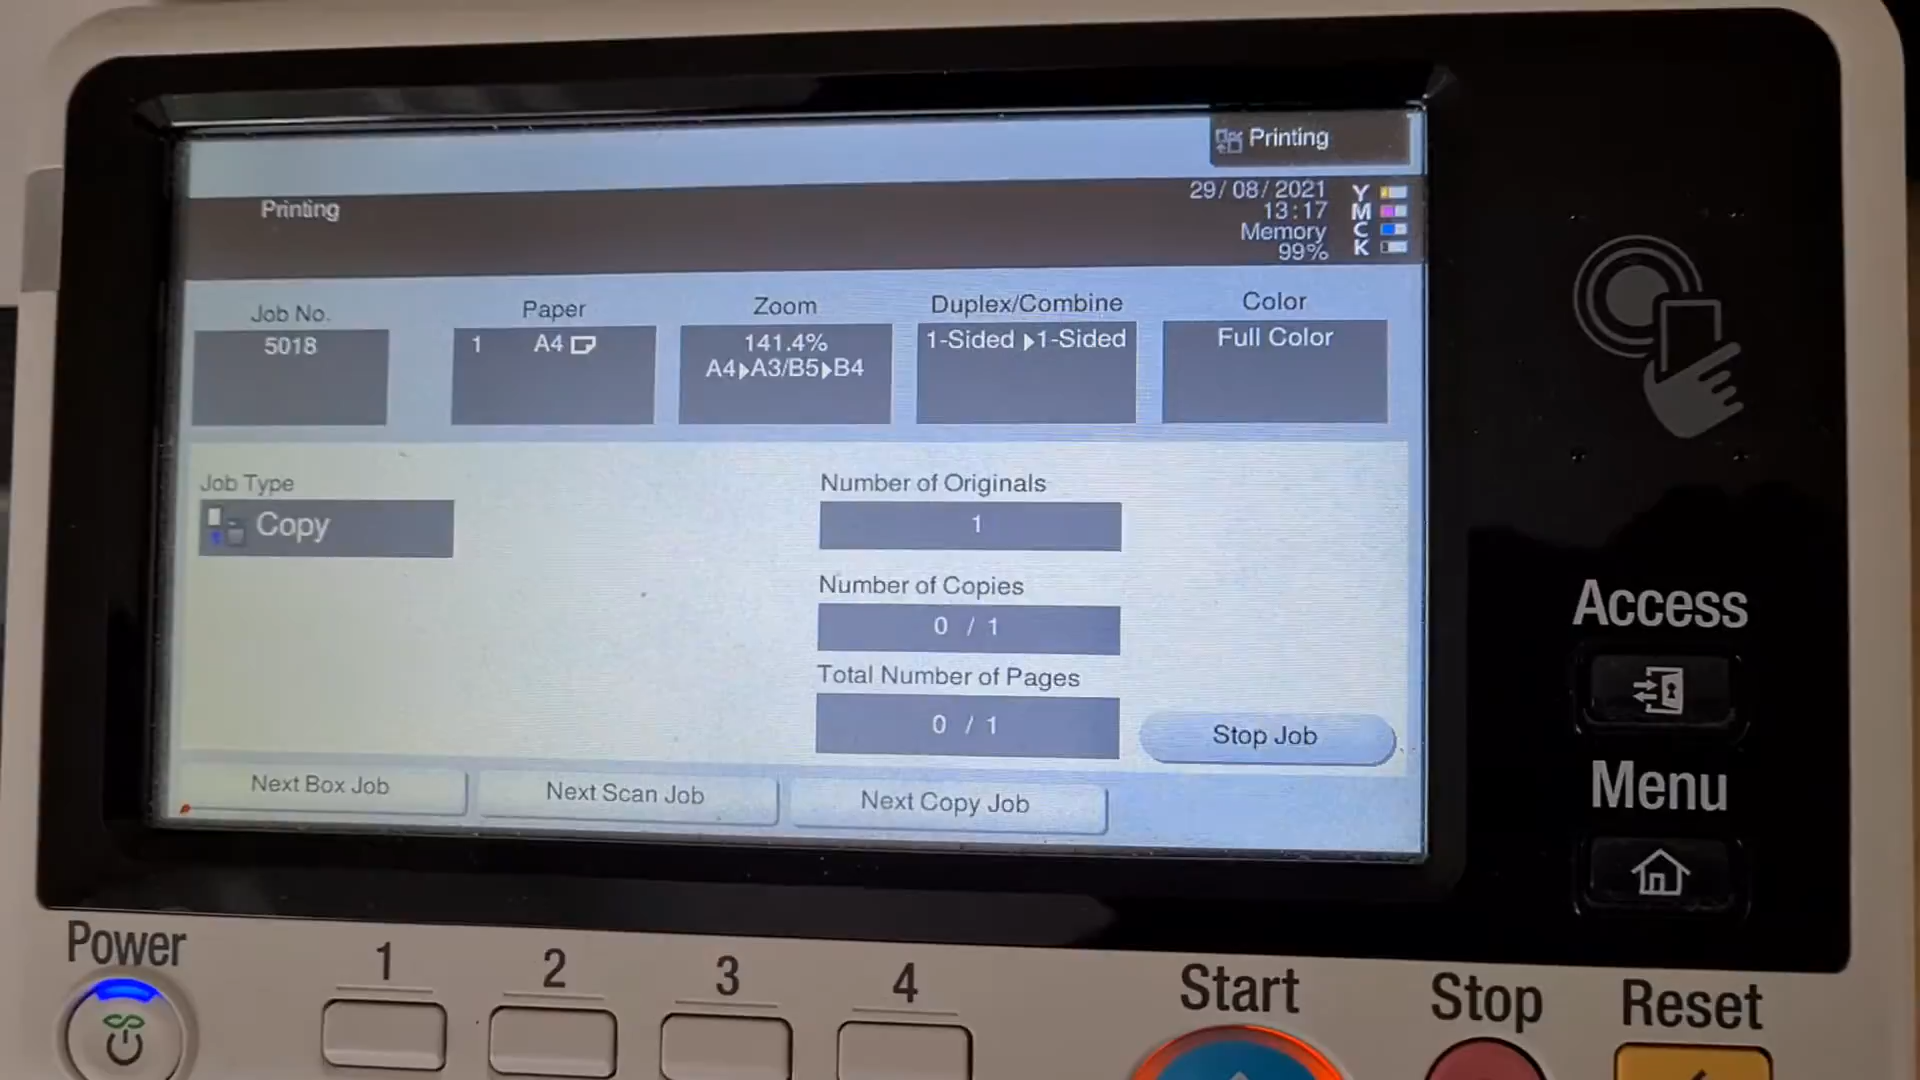 Printing
Printing
29/08/2021
13:17
Memory
99%
Y
M
C
K
Job No.
5018
Paper
1 A4
Zoom
141.4%
A4▸A3/B5▸B4
Duplex/Combine
1-Sided ▸1-Sided
Color
Full Color
Job Type
Copy
Number of Originals
1
Number of Copies
0 / 1
Total Number of Pages
0 / 1
Stop Job
Next Box Job
Next Scan Job
Next Copy Job
Access
Menu
Power
1
2
3
4
Start
Stop
Reset